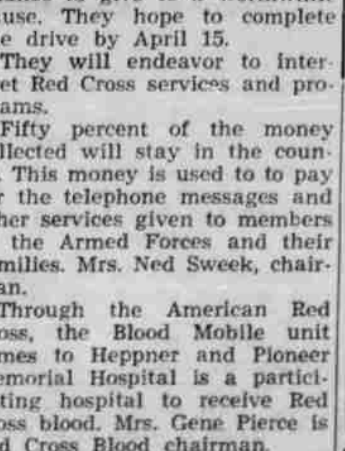 use. They hope to complete
e drive by April 15.
They will endeavor to inter-
et Red Cross services and pro-
ams.
Fifty percent of the money
llected will stay in the coun-
. This money is used to to pay
r the telephone messages and
her services given to members
the Armed Forces and their
milies. Mrs. Ned Sweek, chair-
an.
Through the American Red
oss, the Blood Mobile unit
mes to Heppner and Pioneer
emorial Hospital is a partici-
ting hospital to receive Red
oss blood. Mrs. Gene Pierce is
d Cross Blood chairman.